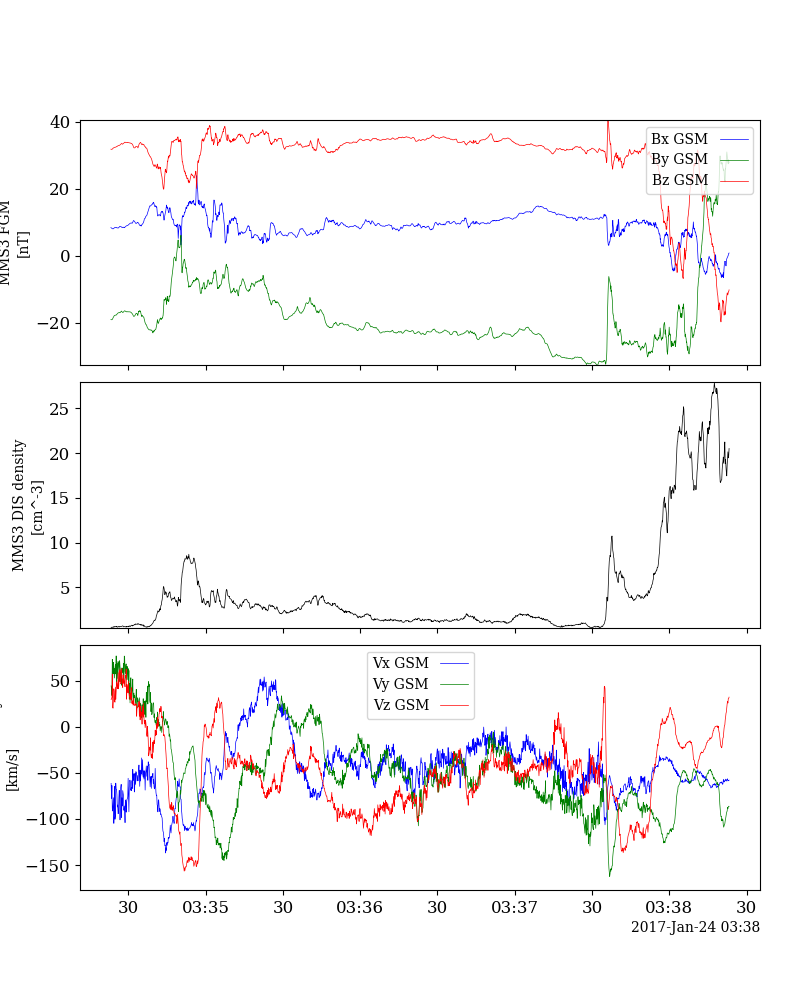 40
20
0
−20
MMS3 FGM
[nT]
Bx GSM
By GSM
Bz GSM
25
20
15
10
5
MMS3 DIS density
[cm^-3]
50
0
−50
−100
−150
[km/s]
Vx GSM
Vy GSM
Vz GSM
30 03:35 30 03:36 30 03:37 30 03:38 30
2017-Jan-24 03:38